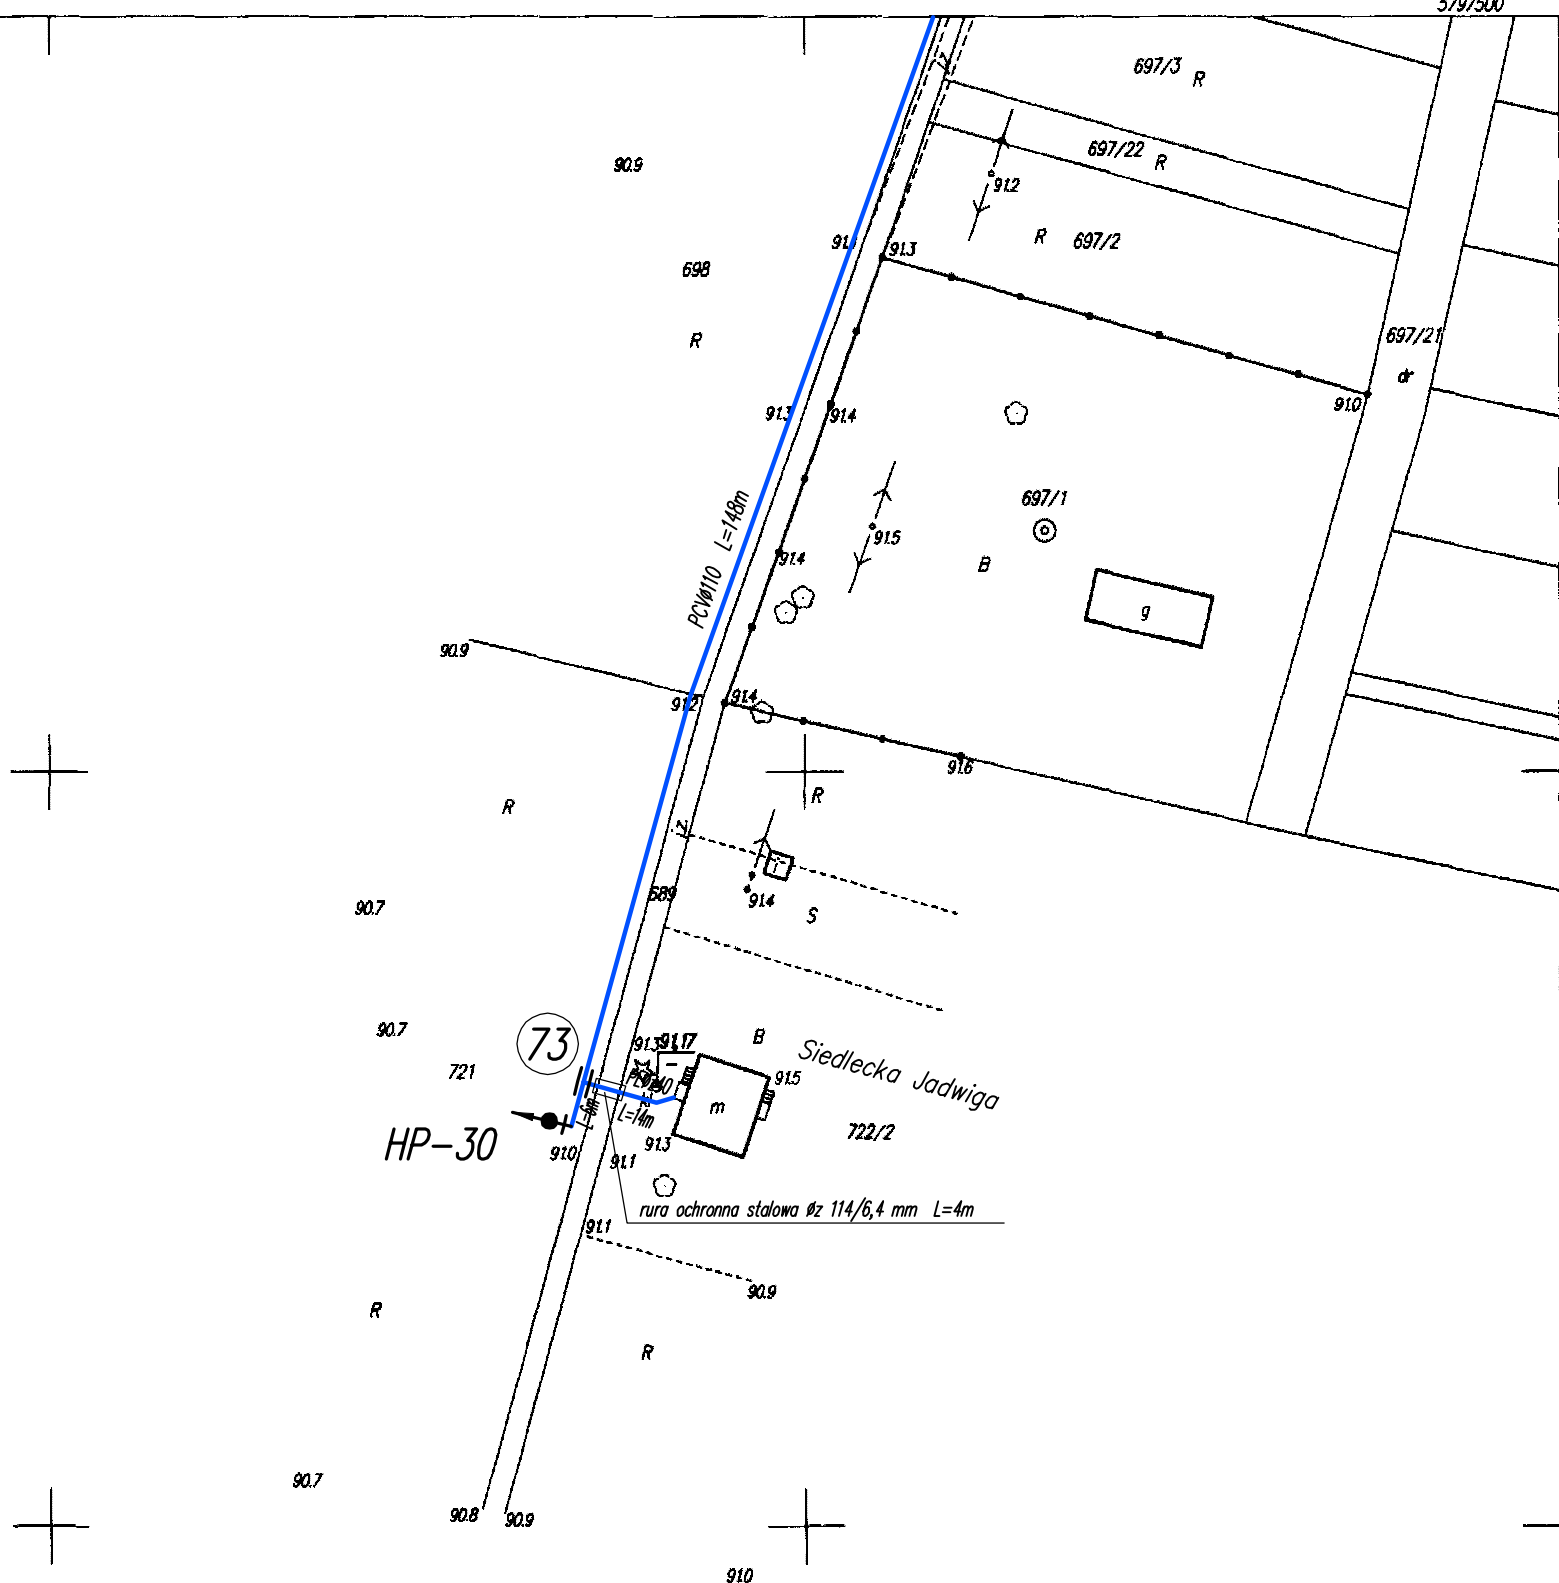 5797500
697/3
R
90.9
697/22
R
91.2
R
697/2
91.3
698
R
697/21
dr
91.3
91.4
91.0
PCVø110 L=148m
697/1
91.5
91.4
B
g
90.9
91.2
91.4
91.6
R
R
iz
689
91.4
S
90.7
90.7
73
721
91.3
91.17
B
Siedlecka Jadwiga
91.5
m
L=6m
L=14m
HP-30
722/2
91.0
91.1
91.3
rura ochronna stalowa øz 114/6,4 mm L=4m
91.1
90.9
R
R
90.7
90.8
90.9
91.0